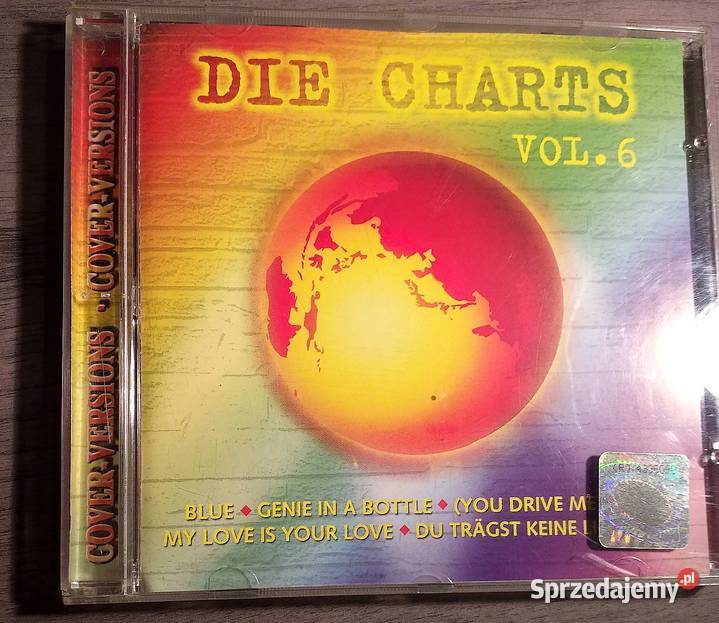 DIE CHARTS
VOL. 6
COVER-VERSIONS • COVER-VERSIONS
BLUE ◆ GENIE IN A BOTTLE ◆ (YOU DRIVE ME
MY LOVE IS YOUR LOVE ◆ DU TRÄGST KEINE
Sprzedajemy.pl